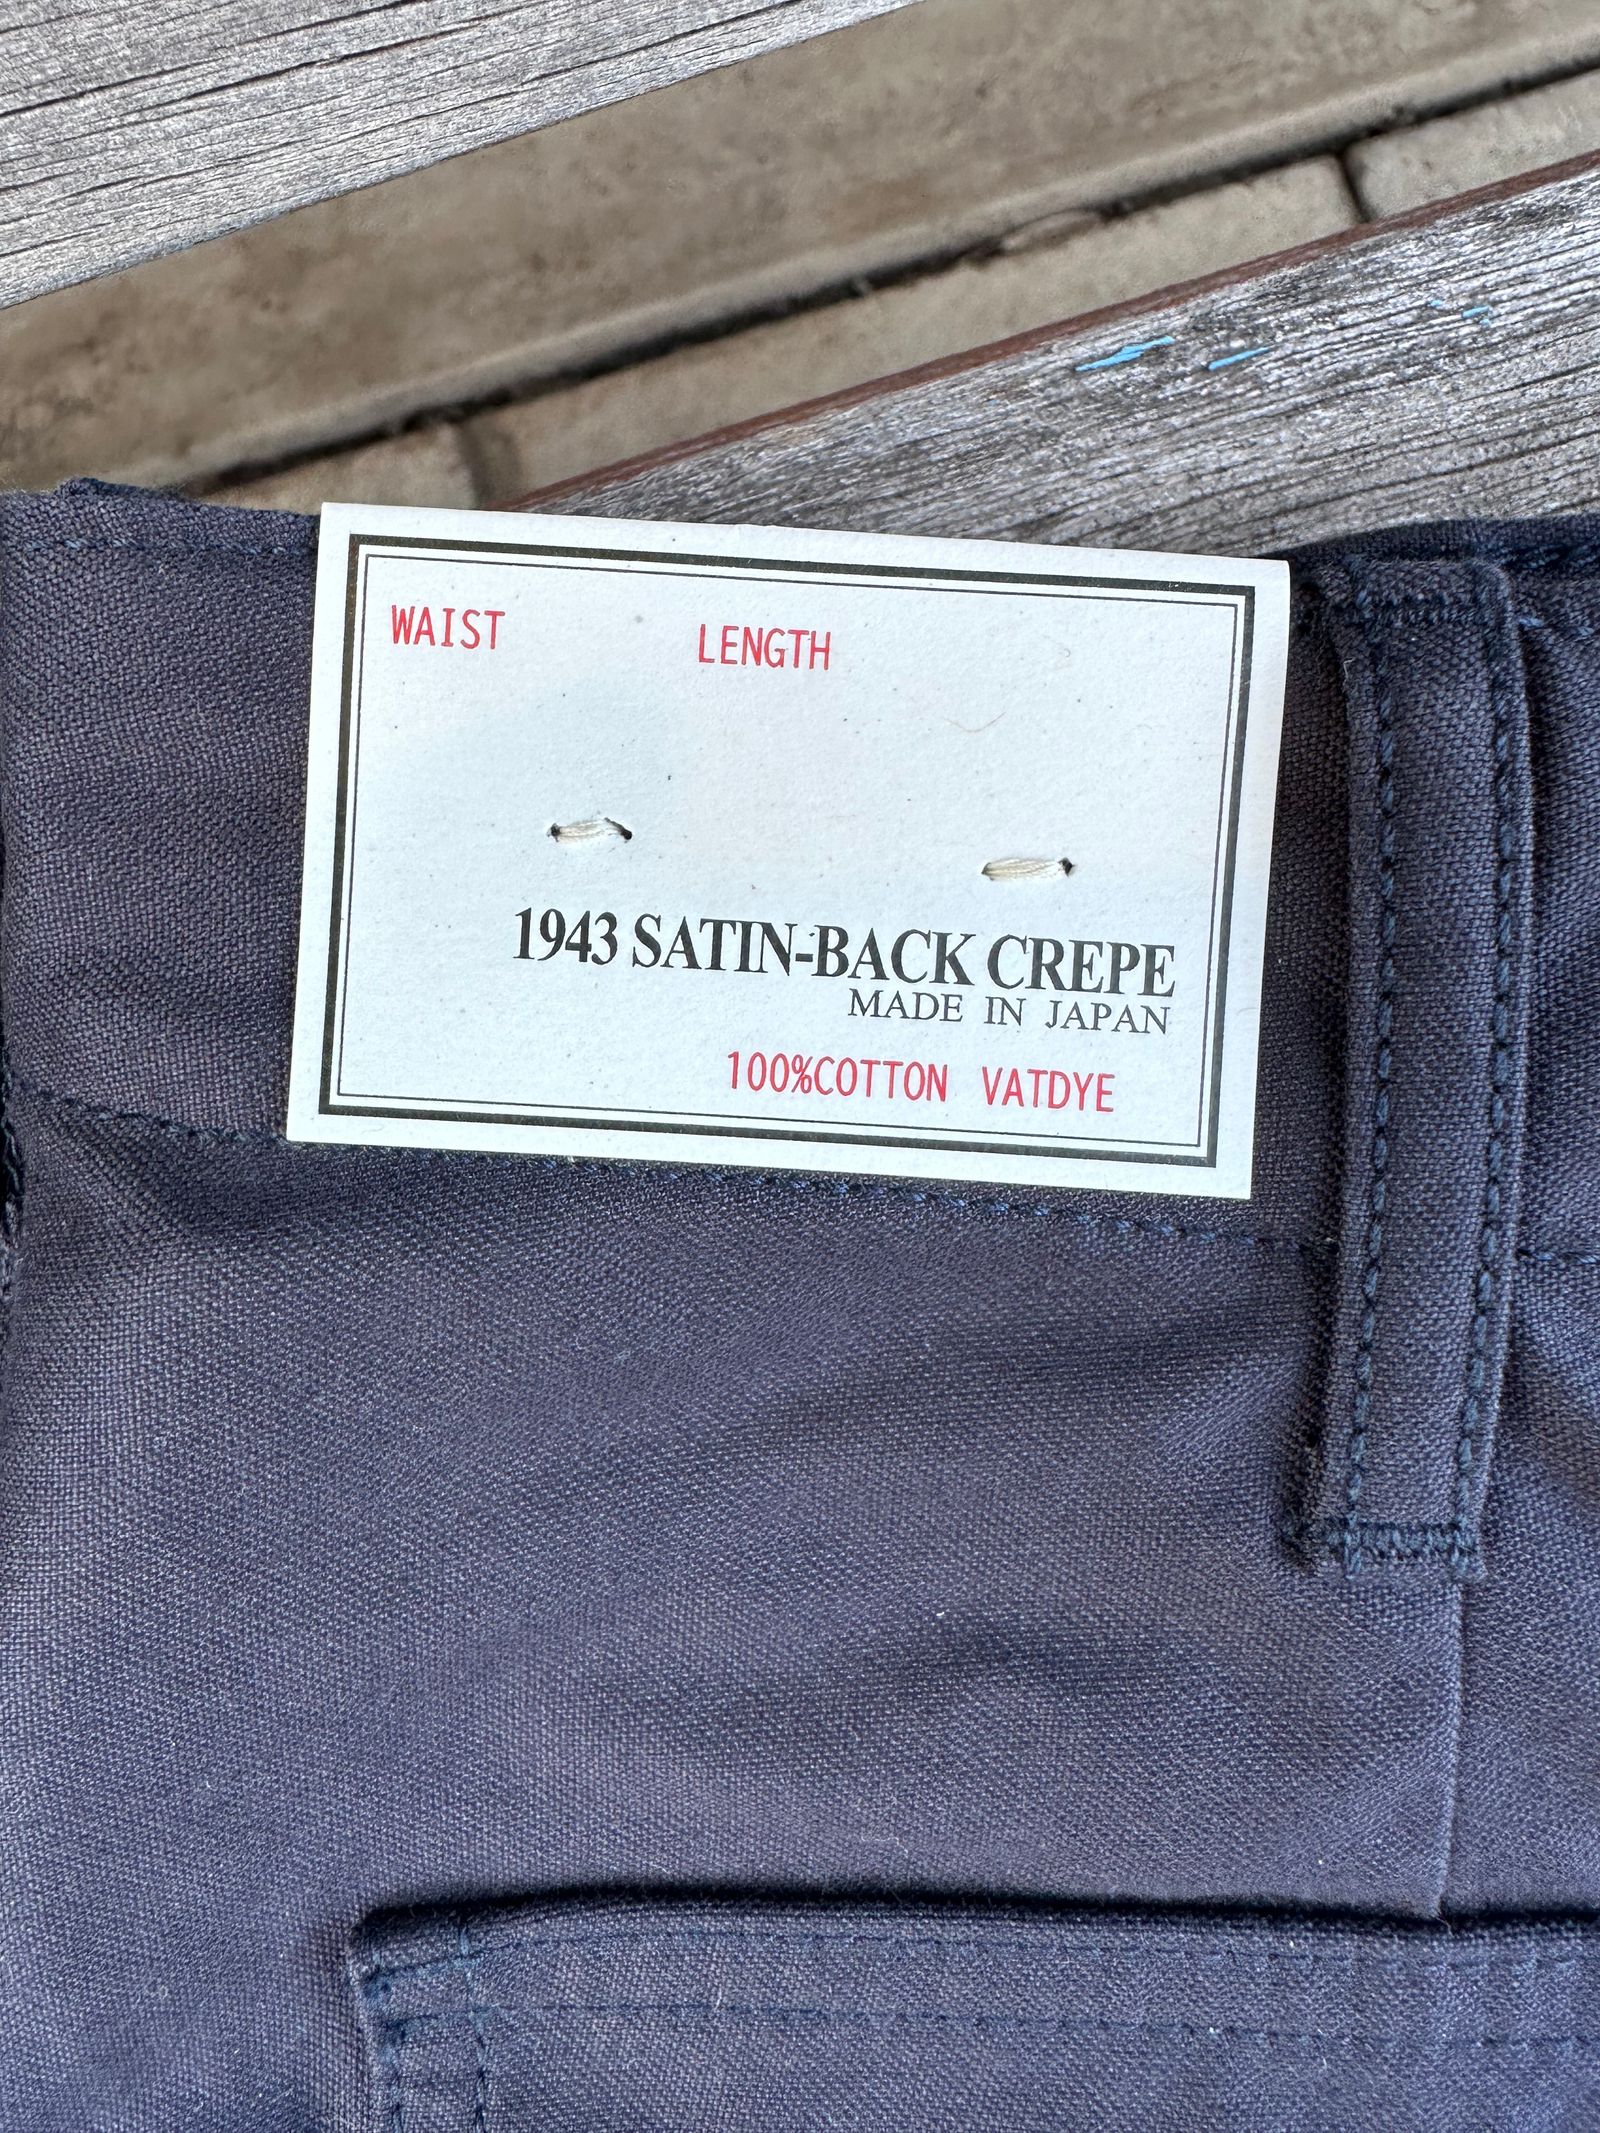 WAIST LENGTH
1943 SATIN-BACK CREPE
MADE IN JAPAN
100%COTTON VATDYE